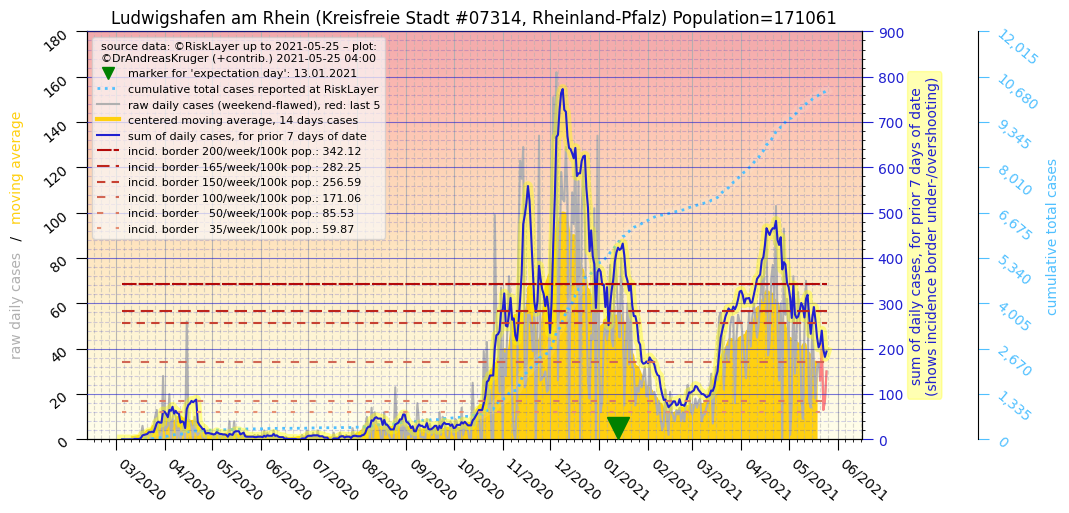 Ludwigshafen am Rhein (Kreisfreie Stadt #07314, Rheinland-Pfalz) Population=171061
source data: ©RiskLayer up to 2021-05-25 – plot:
©DrAndreasKruger (+contrib.) 2021-05-25 04:00
marker for 'expectation day': 13.01.2021
cumulative total cases reported at RiskLayer
raw daily cases (weekend-flawed), red: last 5
centered moving average, 14 days cases
sum of daily cases, for prior 7 days of date
incid. border 200/week/100k pop.: 342.12
incid. border 165/week/100k pop.: 282.25
incid. border 150/week/100k pop.: 256.59
incid. border 100/week/100k pop.: 171.06
incid. border   50/week/100k pop.: 85.53
incid. border   35/week/100k pop.: 59.87
raw daily cases / moving average
180
160
140
120
100
80
60
40
20
0
03/2020
04/2020
05/2020
06/2020
07/2020
08/2020
09/2020
10/2020
11/2020
12/2020
01/2021
02/2021
03/2021
04/2021
05/2021
06/2021
900
800
700
600
500
400
300
200
100
0
sum of daily cases, for prior 7 days of date
(shows incidence border under-/overshooting)
12,015
10,680
9,345
8,010
6,675
5,340
4,005
2,670
1,335
0
cumulative total cases